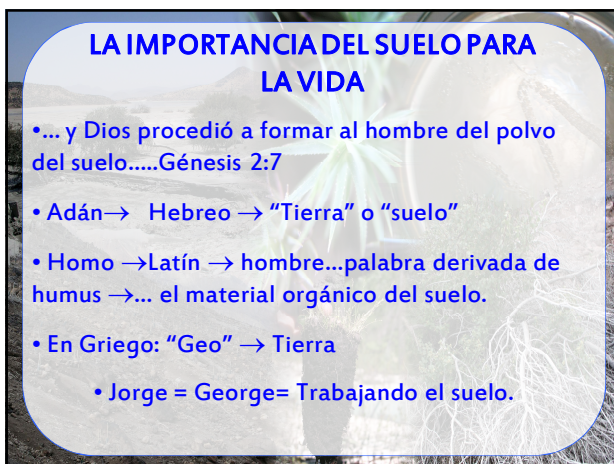 LA IMPORTANCIA DEL SUELO PARA
LA VIDA
•... y Dios procedió a formar al hombre del polvo
del suelo.....Génesis 2:7
• Adán→ Hebreo → “Tierra” o “suelo”
• Homo →Latín → hombre...palabra derivada de
humus →... el material orgánico del suelo.
• En Griego: “Geo” → Tierra
• Jorge = George= Trabajando el suelo.